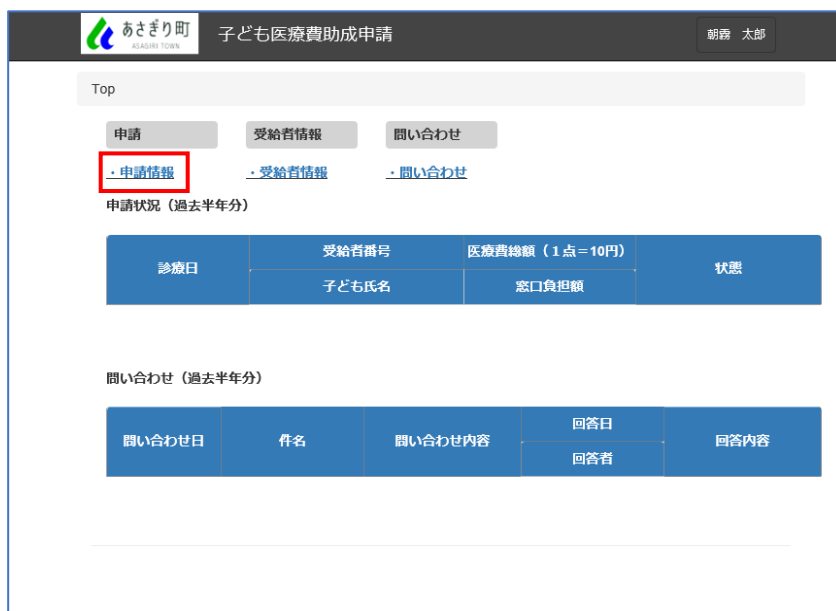 あさぎり町
ASAGIRI TOWN
子ども医療費助成申請
朝霧 太郎
Top
申請 受給者情報 問い合わせ
・申請情報 ・受給者情報 ・問い合わせ
申請状況（過去半年分）
診療日 受給者番号 医療費総額（１点＝10円） 状態
子ども氏名 窓口負担額
問い合わせ（過去半年分）
問い合わせ日 件名 問い合わせ内容 回答日 回答内容
回答者